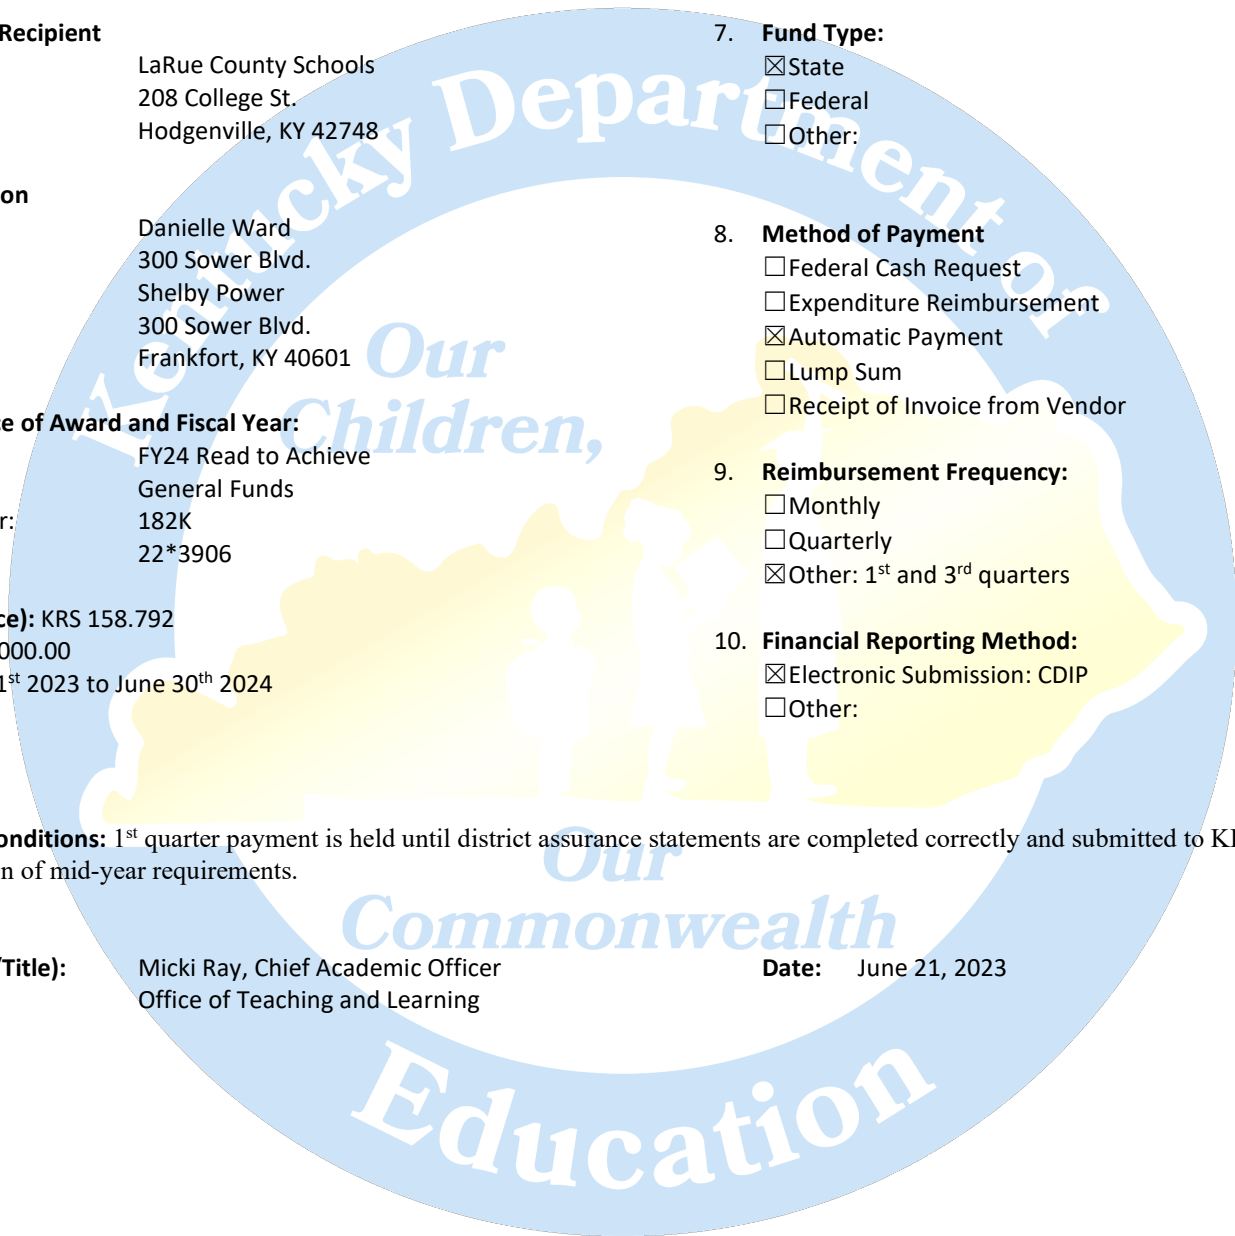 Recipient
LaRue County Schools
208 College St.
Hodgenville, KY 42748
on
Danielle Ward
300 Sower Blvd.
Shelby Power
300 Sower Blvd.
Frankfort, KY 40601
ce of Award and Fiscal Year:
FY24 Read to Achieve
General Funds
r: 182K
22*3906
ce): KRS 158.792
000.00
1st 2023 to June 30th 2024
7. Fund Type:
☒State
☐Federal
☐Other:
8. Method of Payment
☐Federal Cash Request
☐Expenditure Reimbursement
☒Automatic Payment
☐Lump Sum
☐Receipt of Invoice from Vendor
9. Reimbursement Frequency:
☐Monthly
☐Quarterly
☒Other: 1st and 3rd quarters
10. Financial Reporting Method:
☒Electronic Submission: CDIP
☐Other:
onditions: 1st quarter payment is held until district assurance statements are completed correctly and submitted to KI
n of mid-year requirements.
/Title): Micki Ray, Chief Academic Officer
Office of Teaching and Learning
Date: June 21, 2023
Kentucky Department of
Education
Our
Children,
Our
Commonwealth